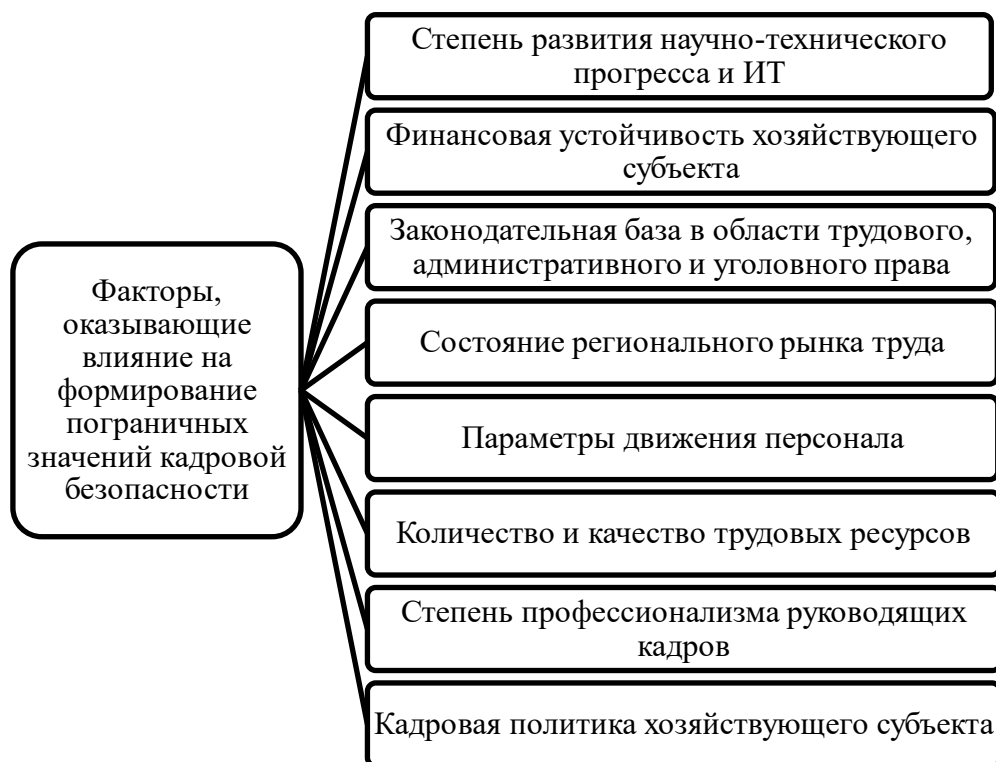 Факторы,
оказывающие
влияние на
формирование
пограничных
значений кадровой
безопасности
Степень развития научно-технического
прогресса и ИТ
Финансовая устойчивость хозяйствующего
субъекта
Законодательная база в области трудового,
административного и уголовного права
Состояние регионального рынка труда
Параметры движения персонала
Количество и качество трудовых ресурсов
Степень профессионализма руководящих
кадров
Кадровая политика хозяйствующего субъекта